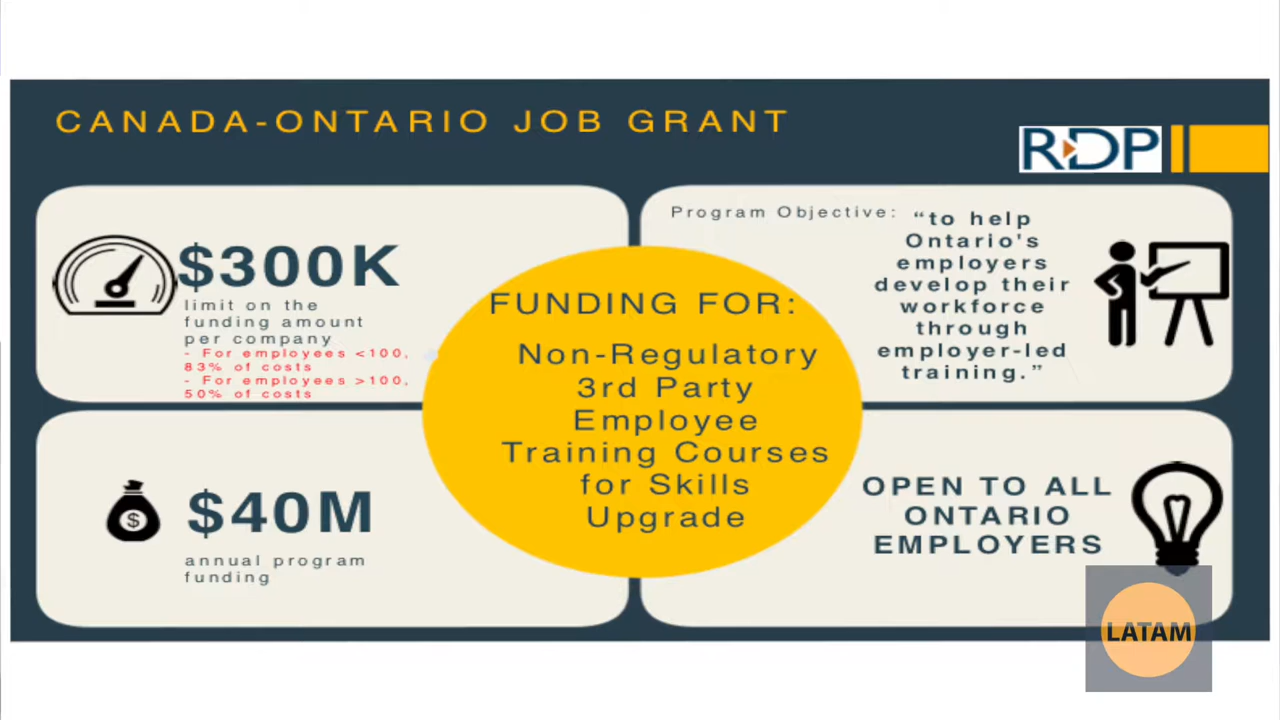 CANADA-ONTARIO JOB GRANT
RDP
$300K
limit on the
funding amount
per company
- For employees <100,
83% of costs
- For employees >100,
50% of costs
Program Objective:
“to help
Ontario's
employers
develop their
workforce
through
employer-led
training.”
FUNDING FOR:
Non-Regulatory
3rd Party
Employee
Training Courses
for Skills
Upgrade
$
$40M
annual program
funding
OPEN TO ALL
ONTARIO
EMPLOYERS
LATAM